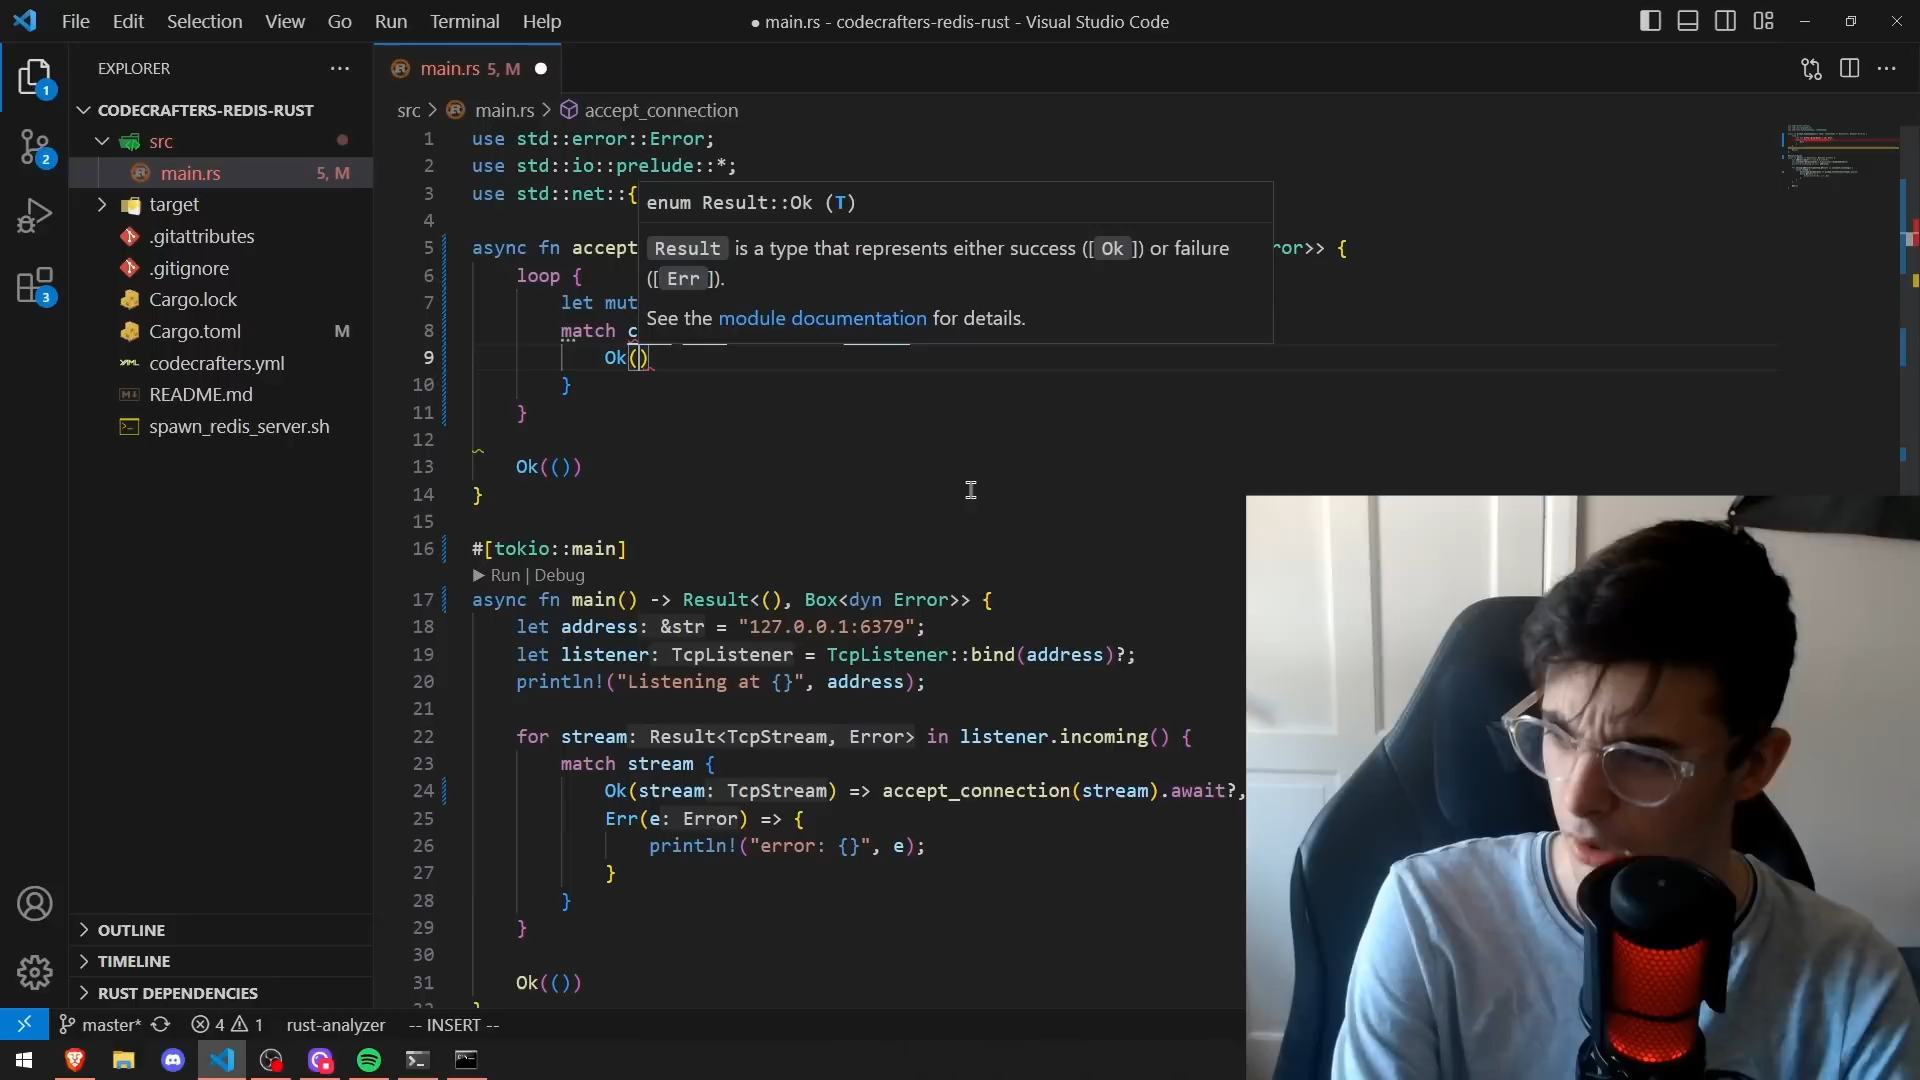 File Edit Selection View Go Run Terminal Help
● main.rs - codecrafters-redis-rust - Visual Studio Code
EXPLORER
CODECRAFTERS-REDIS-RUST
src
main.rs 5, M
target
.gitattributes
.gitignore
Cargo.lock
Cargo.toml M
codecrafters.yml
README.md
spawn_redis_server.sh
OUTLINE
TIMELINE
RUST DEPENDENCIES
1
2
3
main.rs 5, M
src > main.rs > accept_connection
1 use std::error::Error;
2 use std::io::prelude::*;
3 use std::net::{
4
5 async fn accept ror>> {
6 loop {
7 let mut
8 match c
9 Ok()
10 }
11 }
12
13 Ok(())
14 }
15
16 #[tokio::main]
▶ Run | Debug
17 async fn main() -> Result<(), Box<dyn Error>> {
18 let address: &str = "127.0.0.1:6379";
19 let listener: TcpListener = TcpListener::bind(address)?;
20 println!("Listening at {}", address);
21
22 for stream: Result<TcpStream, Error> in listener.incoming() {
23 match stream {
24 Ok(stream: TcpStream) => accept_connection(stream).await?,
25 Err(e: Error) => {
26 println!("error: {}", e);
27 }
28 }
29 }
30
31 Ok(())
enum Result::Ok (T)
Result is a type that represents either success ([ Ok ]) or failure
([ Err ]).
See the module documentation for details.
master* 4 1 rust-analyzer -- INSERT --